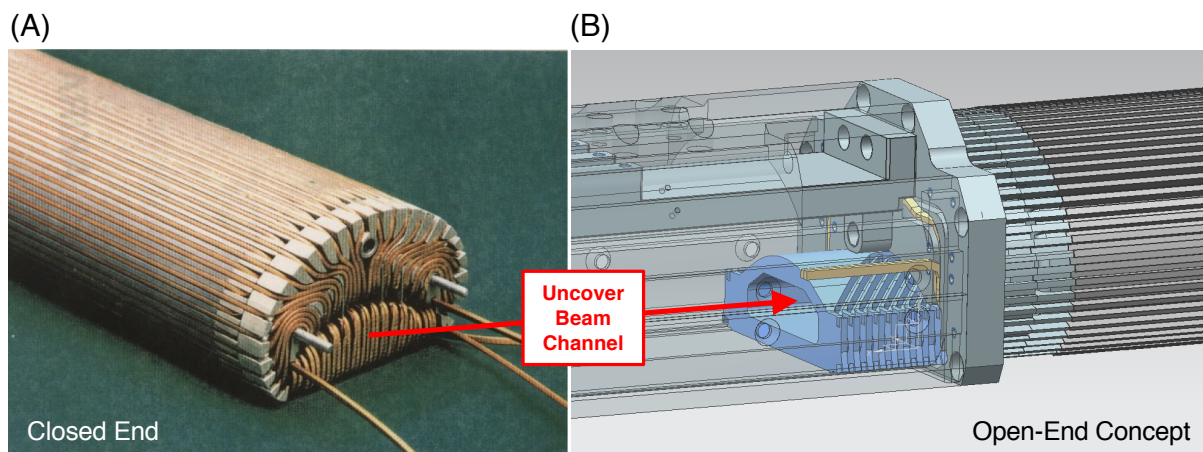 (A)
(B)
Uncover
Beam
Channel
Closed End
Open-End Concept